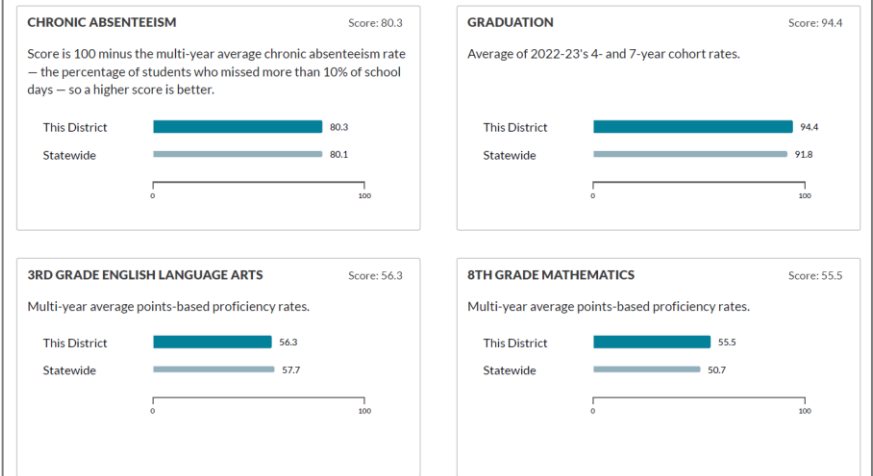 CHRONIC ABSENTEEISM Score: 80.3
Score is 100 minus the multi-year average chronic absenteeism rate
— the percentage of students who missed more than 10% of school
days — so a higher score is better.
This District 80.3
Statewide 80.1
0 100
GRADUATION Score: 94.4
Average of 2022-23's 4- and 7-year cohort rates.
This District 94.4
Statewide 91.8
0 100
3RD GRADE ENGLISH LANGUAGE ARTS Score: 56.3
Multi-year average points-based proficiency rates.
This District 56.3
Statewide 57.7
0 100
8TH GRADE MATHEMATICS Score: 55.5
Multi-year average points-based proficiency rates.
This District 55.5
Statewide 50.7
0 100